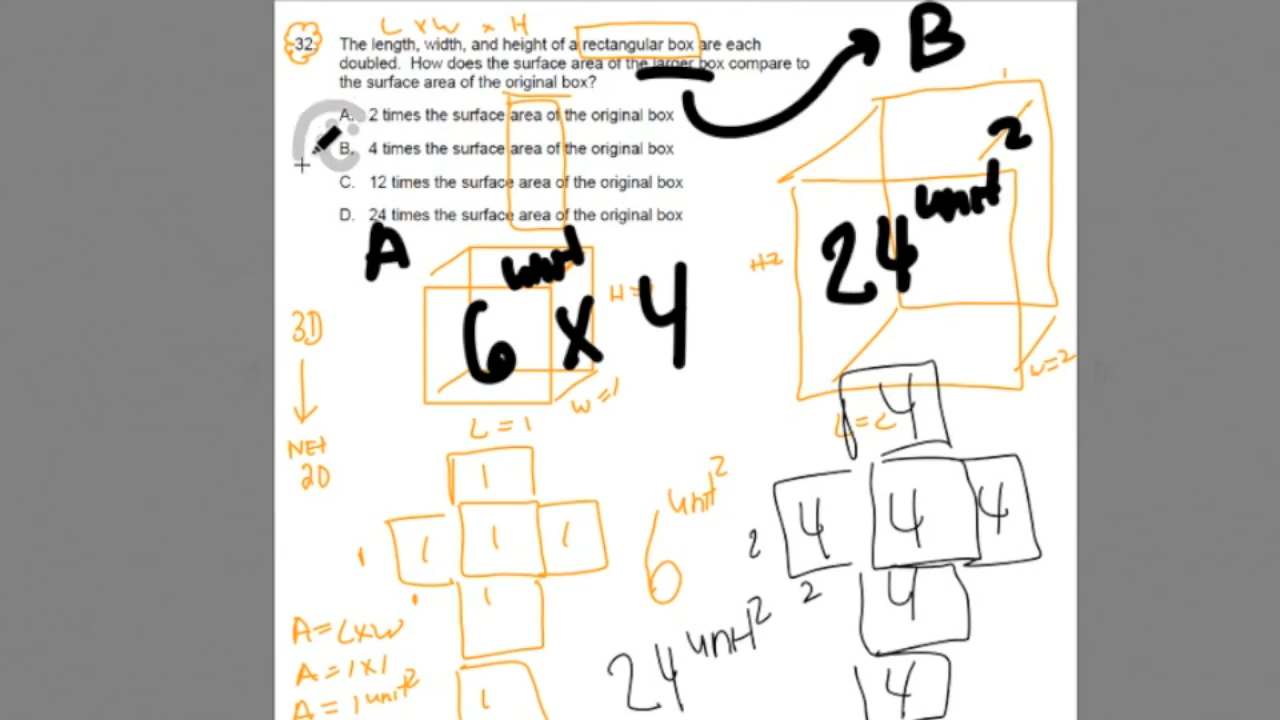 L x W x H
32. The length, width, and height of a rectangular box are each
doubled. How does the surface area of the larger box compare to
the surface area of the original box?
A. 2 times the surface area of the original box
B. 4 times the surface area of the original box
C. 12 times the surface area of the original box
D. 24 times the surface area of the original box
B
A
unit
6 x 4
H=
W=1
L=1
24 unit 2
H2
W=2
L=2
3D
NET
2D
1
1 1 1
1
1
1
1
6 unit²
A=LxW
A=1x1
A=1 unit²
24 unit²
4
4 4 4
4
4
2
2